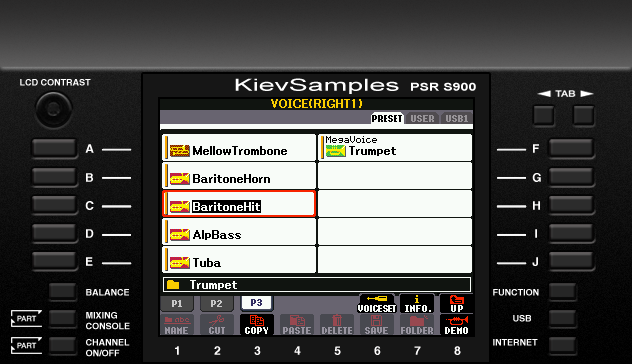 LCD CONTRAST
KievSamples PSR S900
TAB
VOICE(RIGHT1)
PRESET USER USB1
A
B
C
D
E
MellowTrombone
BaritoneHorn
BaritoneHit
AlpBass
Tuba
MegaVoice
Trumpet
F
G
H
I
J
Trumpet
P1 P2 P3 VOICESET INFO. UP
NAME CUT COPY PASTE DELETE SAVE FOLDER DEMO
BALANCE
PART MIXING
CONSOLE
PART CHANNEL
ON/OFF
FUNCTION
USB
INTERNET
1 2 3 4 5 6 7 8